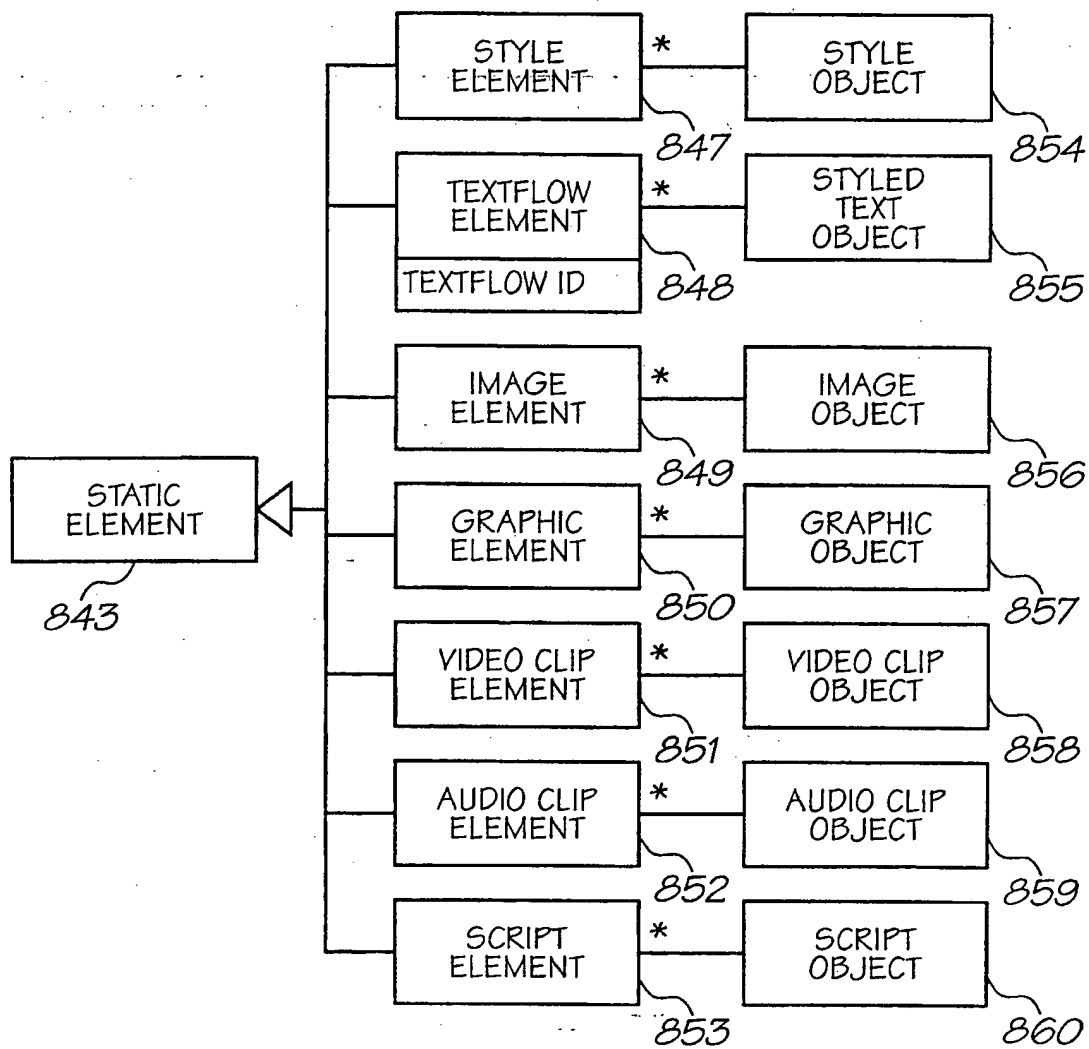 STYLE
ELEMENT
*
847
STYLE
OBJECT
854
TEXTFLOW
ELEMENT
TEXTFLOW ID
*
848
STYLED
TEXT
OBJECT
855
IMAGE
ELEMENT
*
849
IMAGE
OBJECT
856
STATIC
ELEMENT
843
GRAPHIC
ELEMENT
*
850
GRAPHIC
OBJECT
857
VIDEO CLIP
ELEMENT
*
851
VIDEO CLIP
OBJECT
858
AUDIO CLIP
ELEMENT
*
852
AUDIO CLIP
OBJECT
859
SCRIPT
ELEMENT
*
853
SCRIPT
OBJECT
860